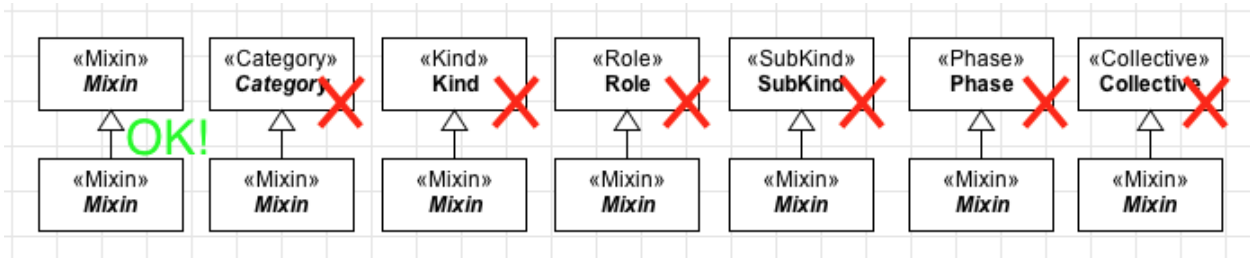 «Mixin» «Category» «Kind» «Role» «SubKind» «Phase» «Collective»
Mixin Category Kind Role SubKind Phase Collective
OK!
«Mixin» «Mixin» «Mixin» «Mixin» «Mixin» «Mixin» «Mixin»
Mixin Mixin Mixin Mixin Mixin Mixin Mixin